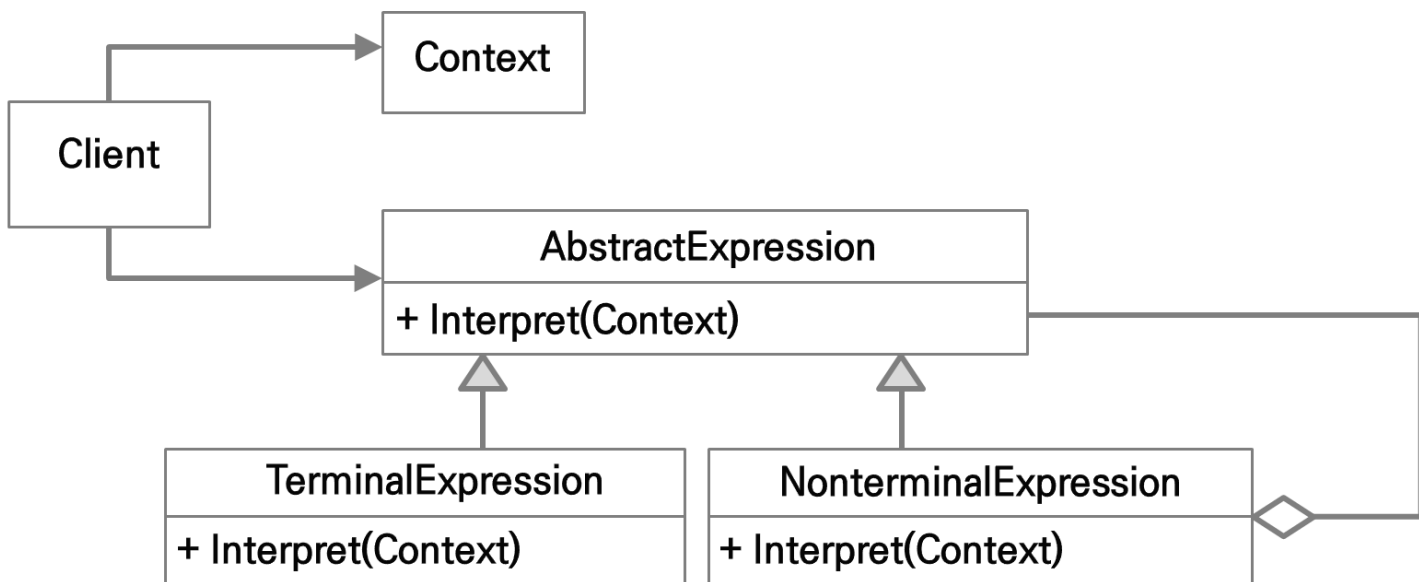 Context
Client
AbstractExpression
+ Interpret(Context)
TerminalExpression
+ Interpret(Context)
NonterminalExpression
+ Interpret(Context)